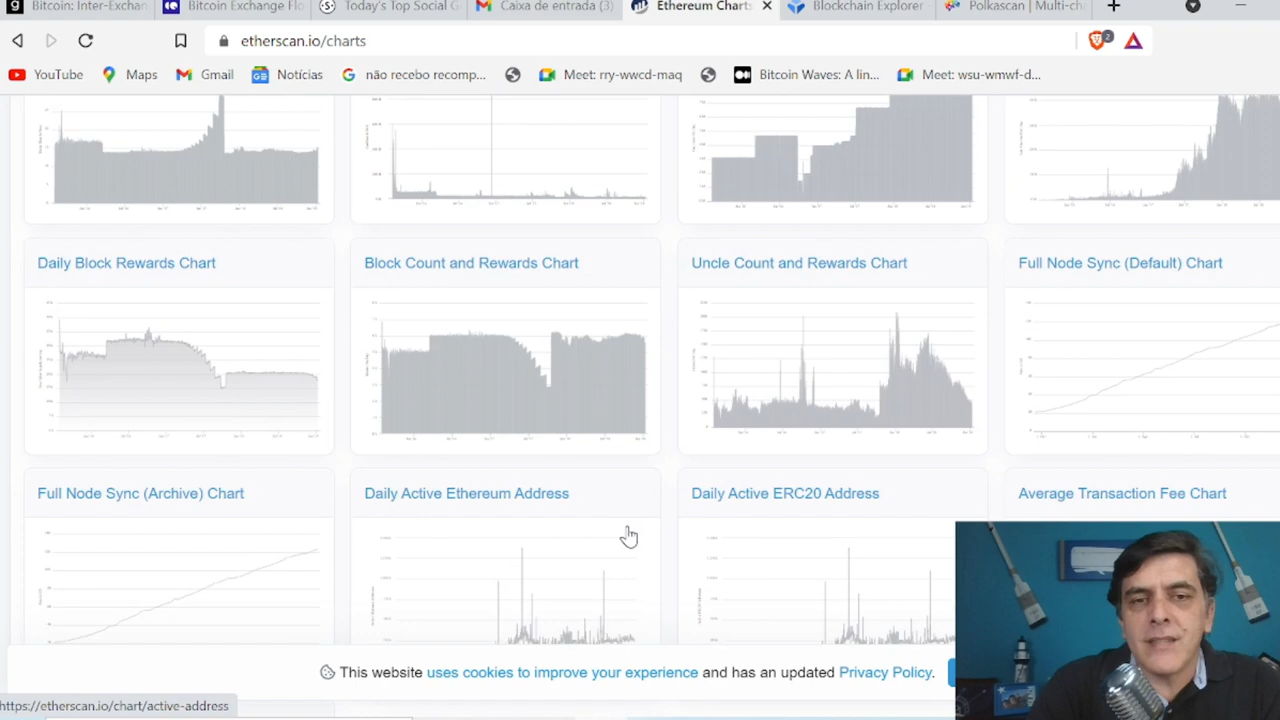 Bitcoin: Inter-Exchan
Bitcoin Exchange Flo
Today's Top Social G
Caixa de entrada (3)
Ethereum Charts
Blockchain Explorer
Polkascan | Multi-ch
etherscan.io/charts
2
YouTube
Maps
Gmail
Notícias
não recebo recomp...
Meet: rry-wwcd-maq
Bitcoin Waves: A lin...
Meet: wsu-wmwf-d...
Daily Block Rewards Chart
Block Count and Rewards Chart
Uncle Count and Rewards Chart
Full Node Sync (Default) Chart
Full Node Sync (Archive) Chart
Daily Active Ethereum Address
Daily Active ERC20 Address
Average Transaction Fee Chart
This website uses cookies to improve your experience and has an updated Privacy Policy.
https://etherscan.io/chart/active-address